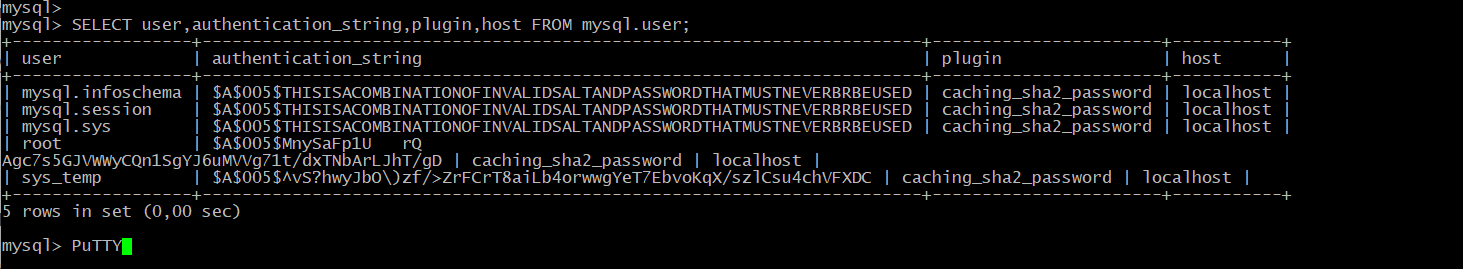 mysql>
mysql> SELECT user,authentication_string,plugin,host FROM mysql.user;
+------------------+------------------------------------------------------------------------+-----------------------+-----------+
| user             | authentication_string                                                  | plugin                | host      |
+------------------+------------------------------------------------------------------------+-----------------------+-----------+
| mysql.infoschema | $A$005$THISISACOMBINATIONOFINVALIDSALTANDPASSWORDTHATMUSTNEVERBRBEUSED | caching_sha2_password | localhost |
| mysql.session    | $A$005$THISISACOMBINATIONOFINVALIDSALTANDPASSWORDTHATMUSTNEVERBRBEUSED | caching_sha2_password | localhost |
| mysql.sys        | $A$005$THISISACOMBINATIONOFINVALIDSALTANDPASSWORDTHATMUSTNEVERBRBEUSED | caching_sha2_password | localhost |
| root             | $A$005$MnySaFp1U   rQ
Agc7s5GJVWWyCQn1SgYJ6uMVVg71t/dxTNbArLJhT/gD | caching_sha2_password | localhost |
| sys_temp         | $A$005$^vS?hwyJbO\)zf/>ZrFCrT8aiLb4orwwgYeT7EbvoKqX/szlCsu4chVFXDC | caching_sha2_password | localhost |
+------------------+------------------------------------------------------------------------+-----------------------+-----------+
5 rows in set (0,00 sec)
mysql> PuTTY